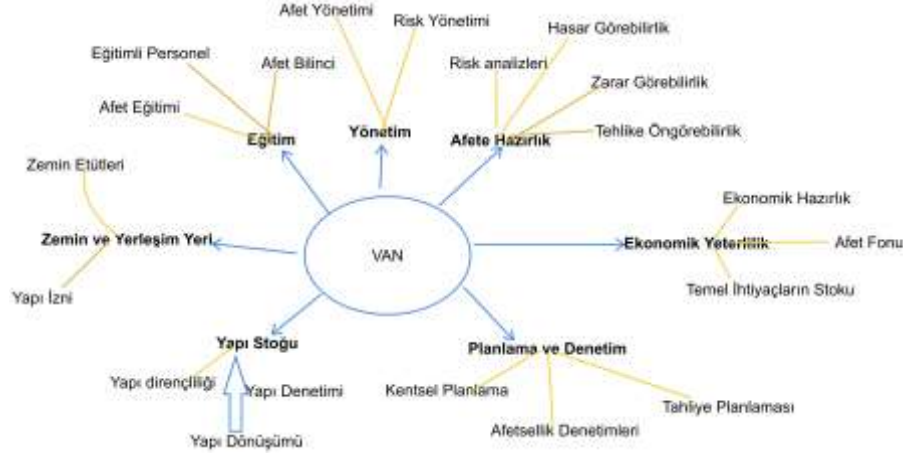 Afet Yönetimi
Risk Yönetimi
Hasar Görebilirlik
Eğitimli Personel
Afet Bilinci
Risk analizleri
Zarar Görebilirlik
Afet Eğitimi
Eğitim
Yönetim
Afete Hazırlık
Tehlike Öngörebilirlik
Zemin Etütleri
Ekonomik Hazırlık
Zemin ve Yerleşim Yeri
VAN
Ekonomik Yeterlilik
Afet Fonu
Yapı İzni
Temel İhtiyaçların Stoku
Yapı Stoğu
Planlama ve Denetim
Yapı dirençliliği
Yapı Denetimi
Kentsel Planlama
Tahliye Planlaması
Yapı Dönüşümü
Afetsellik Denetimleri